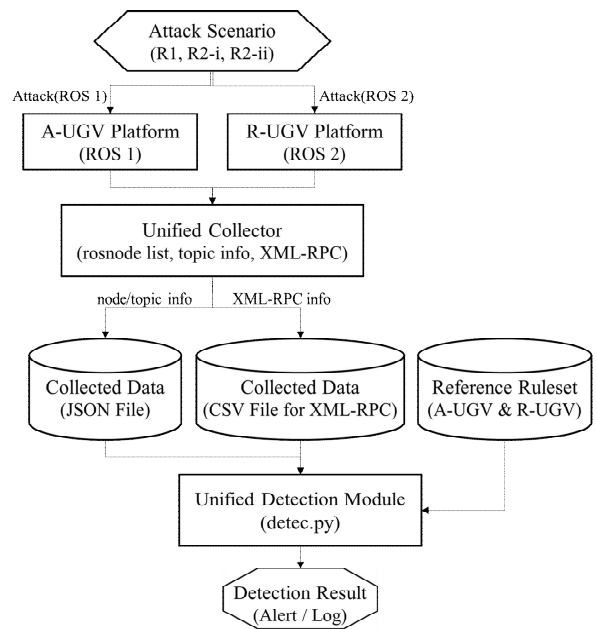 Attack Scenario
(R1, R2-i, R2-ii)
Attack(ROS 1)
Attack(ROS 2)
A-UGV Platform
(ROS 1)
R-UGV Platform
(ROS 2)
Unified Collector
(rosnode list, topic info, XML-RPC)
node/topic info
XML-RPC info
Collected Data
(JSON File)
Collected Data
(CSV File for XML-RPC)
Reference Ruleset
(A-UGV & R-UGV)
Unified Detection Module
(detec.py)
Detection Result
(Alert / Log)